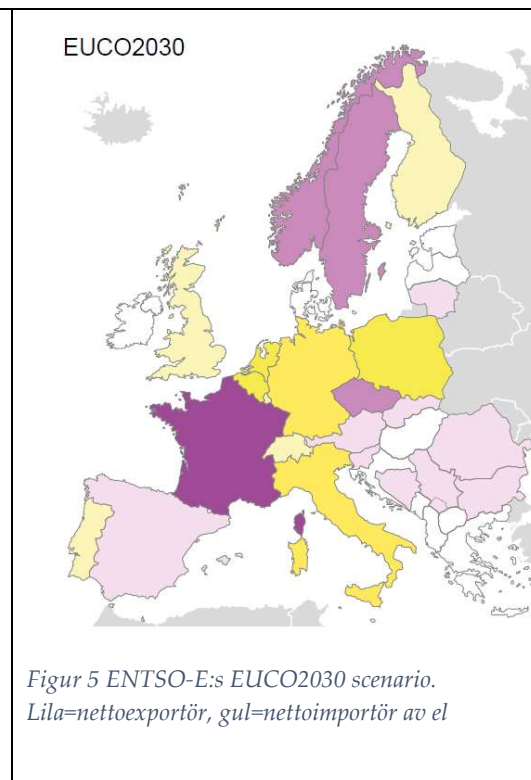 EUCO2030
Figur 5 ENTSO-E:s EUCO2030 scenario.
Lila=nettoexportör, gul=nettoimportör av el